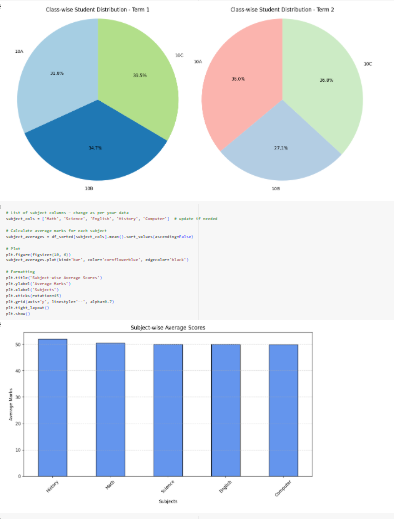 Class-wise Student Distribution - Term 1
Class-wise Student Distribution - Term 2
10A
10C
31.8%
33.5%
34.7%
10B
10A
10C
36.0%
27.1%
10B
# List of subject columns - change as per your data
subject_cols = ["Math", "Science", "English", "History", "Computer"] # update if needed
# Calculate average marks for each subject
subject_averages = df_sorted[subject_cols].mean().sort_values(ascending=False)
# Plot
plt.figure(figsize=(10, 6))
subject_averages.plot(kind='bar', color='cornflowerblue', edgecolor='black')
# Formatting
plt.title('Subject-wise Average Scores')
plt.ylabel('Average Marks')
plt.xlabel('Subjects')
plt.xticks(rotation=45)
plt.grid(axis='y', linestyle='--', alpha=0.7)
plt.tight_layout()
plt.show()
Subject-wise Average Scores
50
40
30
20
10
0
Average Marks
History
Math
Science
English
Computer
Subjects